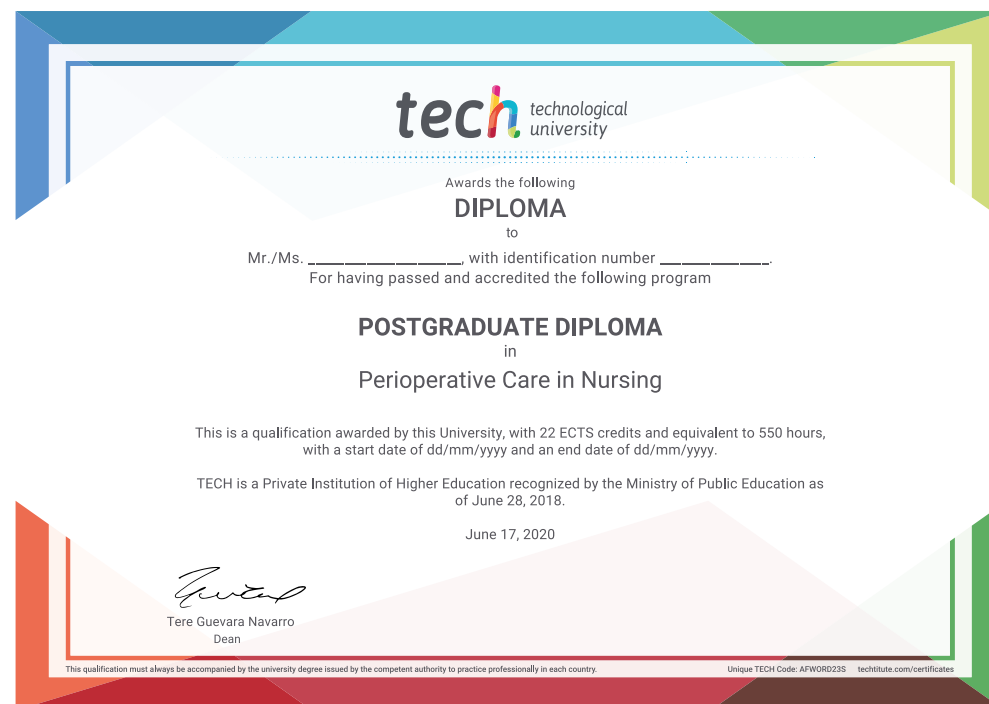 tech technological
university
Awards the following
DIPLOMA
to
Mr./Ms. ____________________, with identification number ______________.
For having passed and accredited the following program
POSTGRADUATE DIPLOMA
in
Perioperative Care in Nursing
This is a qualification awarded by this University, with 22 ECTS credits and equivalent to 550 hours,
with a start date of dd/mm/yyyy and an end date of dd/mm/yyyy.
TECH is a Private Institution of Higher Education recognized by the Ministry of Public Education as
of June 28, 2018.
June 17, 2020
Tere Guevara Navarro
Dean
This qualification must always be accompanied by the university degree issued by the competent authority to practice professionally in each country.
Unique TECH Code: AFWORD23S techtitute.com/certificates